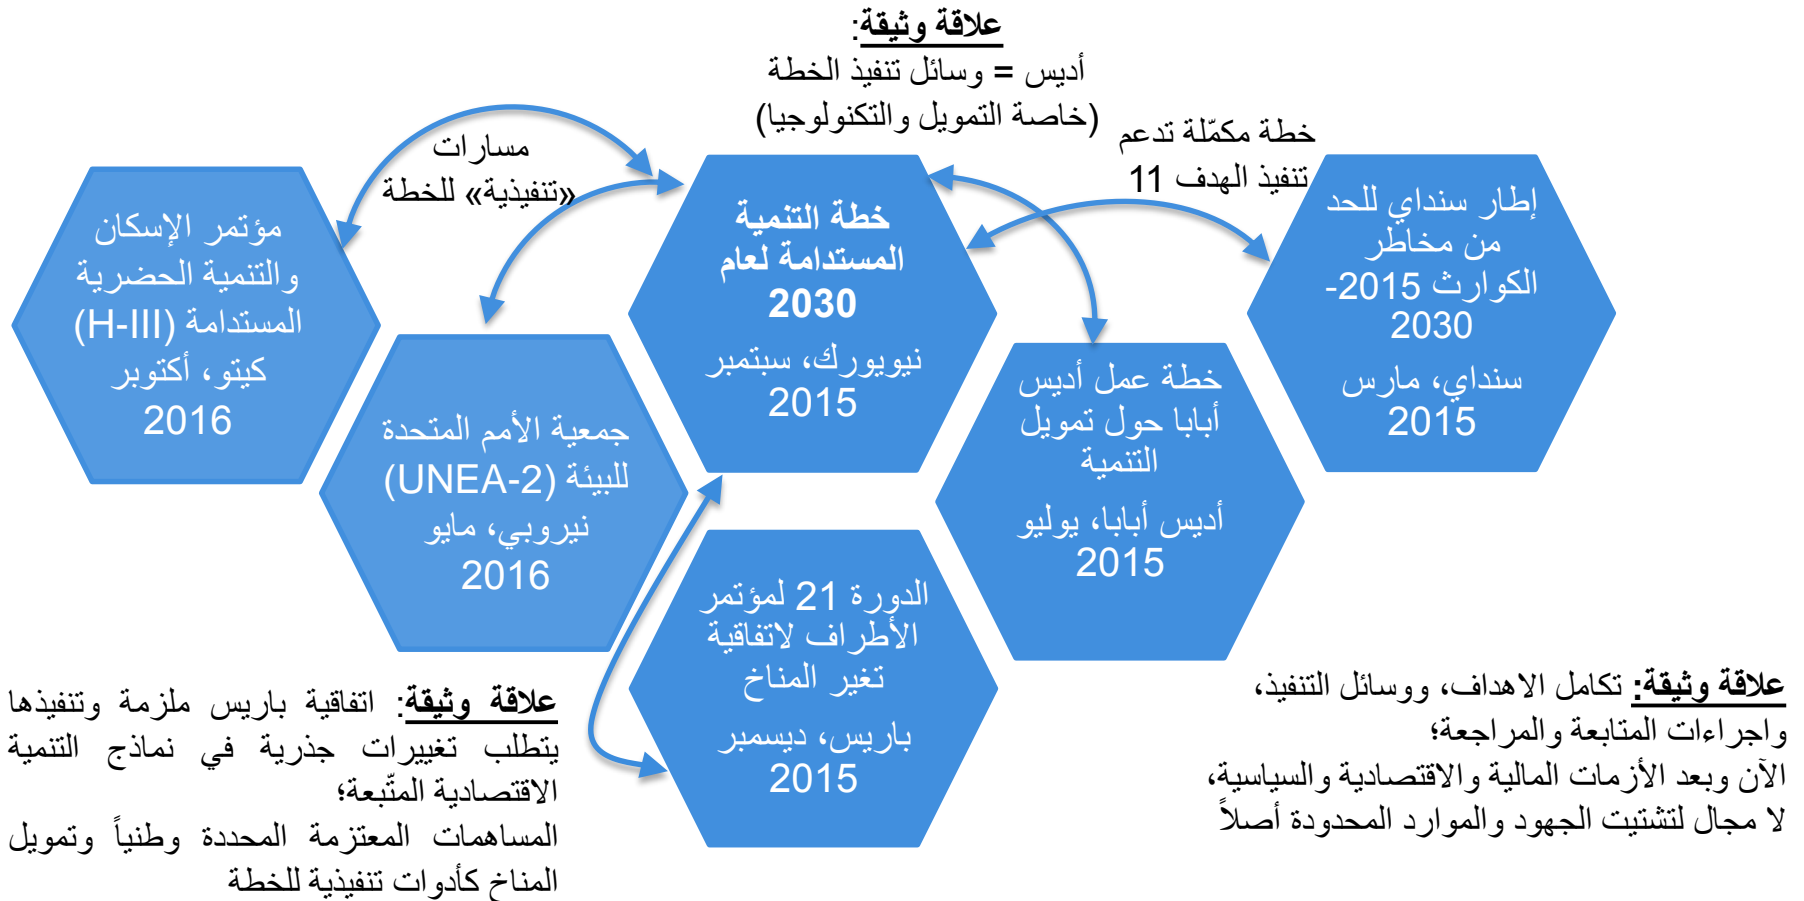 علاقة وثيقة:
أديس = وسائل تنفيذ الخطة
(خاصة التمويل والتكنولوجيا)
خطة مكمّلة تدعم
تنفيذ الهدف 11
مسارات
«تنفيذية» للخطة
إطار سنداي للحد
من مخاطر
الكوارث 2015-
2030
سنداي، مارس
2015
خطة عمل أديس
أبابا حول تمويل
التنمية
أديس أبابا، يوليو
2015
خطة التنمية
المستدامة لعام
2030
نيويورك، سبتمبر
2015
الدورة 21 لمؤتمر
الأطراف لاتفاقية
تغير المناخ
باريس، ديسمبر
2015
جمعية الأمم المتحدة
للبيئة (UNEA-2)
نيروبي، مايو
2016
مؤتمر الإسكان
والتنمية الحضرية
المستدامة (H-III)
كيتو، أكتوبر
2016
علاقة وثيقة: تكامل الاهداف، ووسائل التنفيذ،
واجراءات المتابعة والمراجعة؛
الآن وبعد الأزمات المالية والاقتصادية والسياسية،
لا مجال لتشتيت الجهود والموارد المحدودة أصلاً
علاقة وثيقة: اتفاقية باريس ملزمة وتنفيذها
يتطلب تغييرات جذرية في نماذج التنمية
الاقتصادية المتّبعة؛
المساهمات المعتزمة المحددة وطنياً وتمويل
المناخ كأدوات تنفيذية للخطة